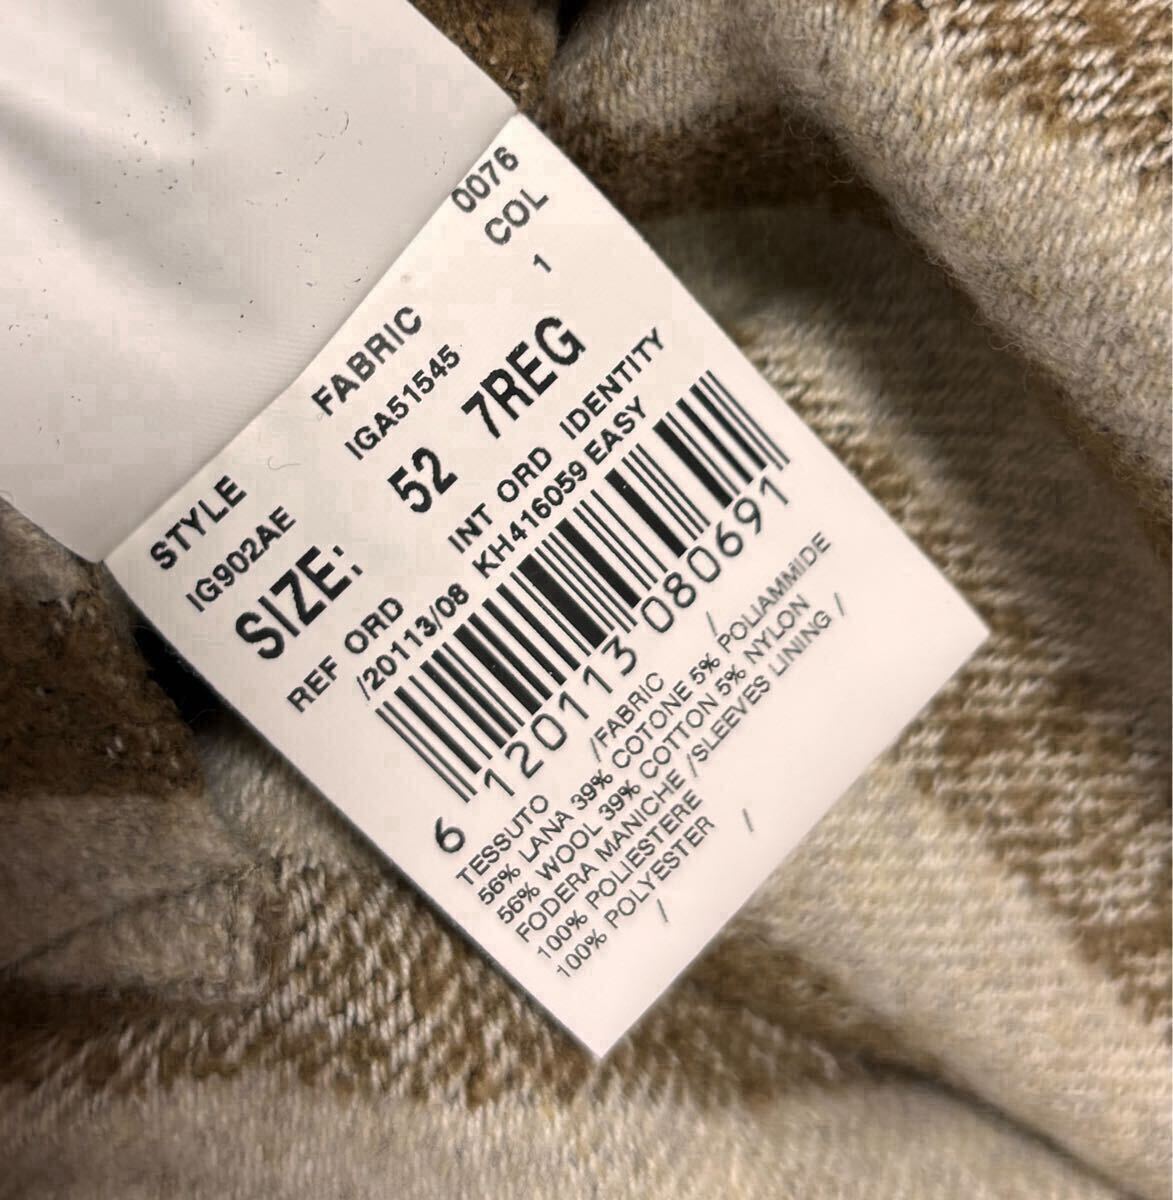 STYLE FABRIC 0076
IG902AE IGA51545 COL
SIZE: 52 7REG 1
REF ORD INT ORD IDENTITY
/20113/08 KH416059 EASY
6 120113 080691
TESSUTO /FABRIC /
56% LANA 39% COTONE 5% POLIAMMIDE
56% WOOL 39% COTTON 5% NYLON
FODERA MANICHE /SLEEVES LINING /
100% POLIESTERE
100% POLYESTER /
/